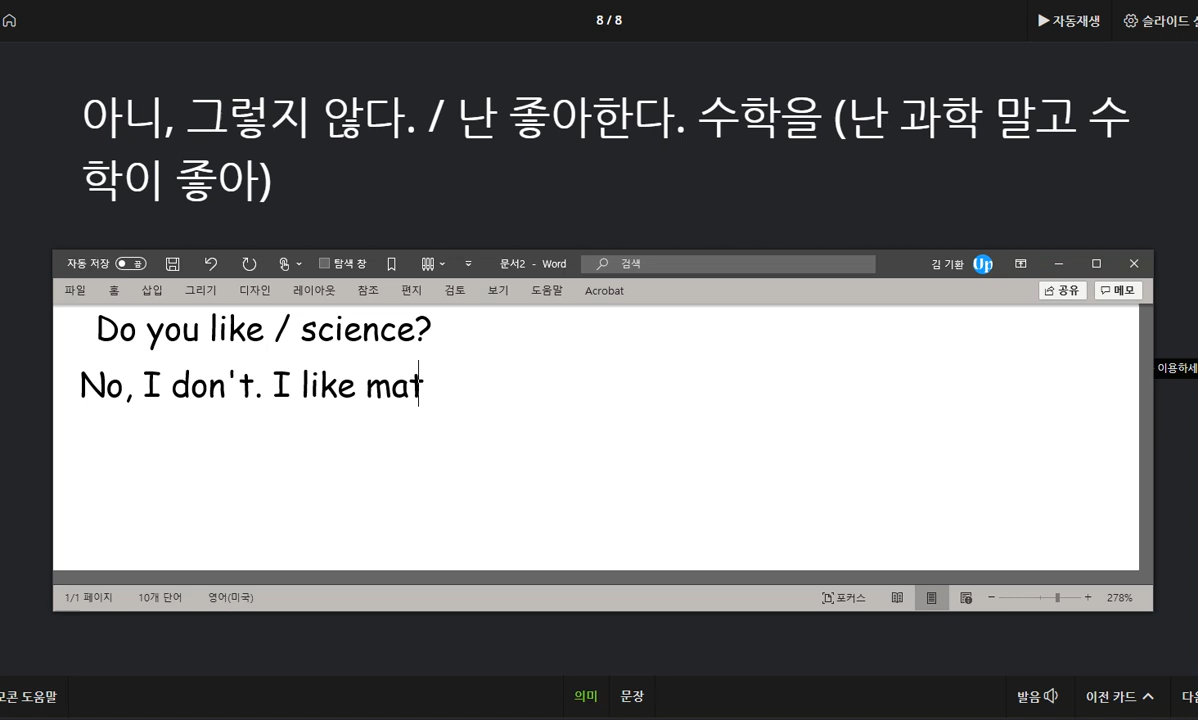 8 / 8
▶ 자동재생
슬라이드
아니, 그렇지 않다. / 난 좋아한다. 수학을 (난 과학 말고 수
학이 좋아)
자동 저장 끔 탐색 창 문서2 - Word 검색 김 기환 Up
파일 홈 삽입 그리기 디자인 레이아웃 참조 편지 검토 보기 도움말 Acrobat 공유 메모
Do you like / science?
No, I don't. I like mat
이용하세
1/1 페이지 10개 단어 영어(미국) 포커스 − + 278%
도움말 의미 문장 발음 이전 카드